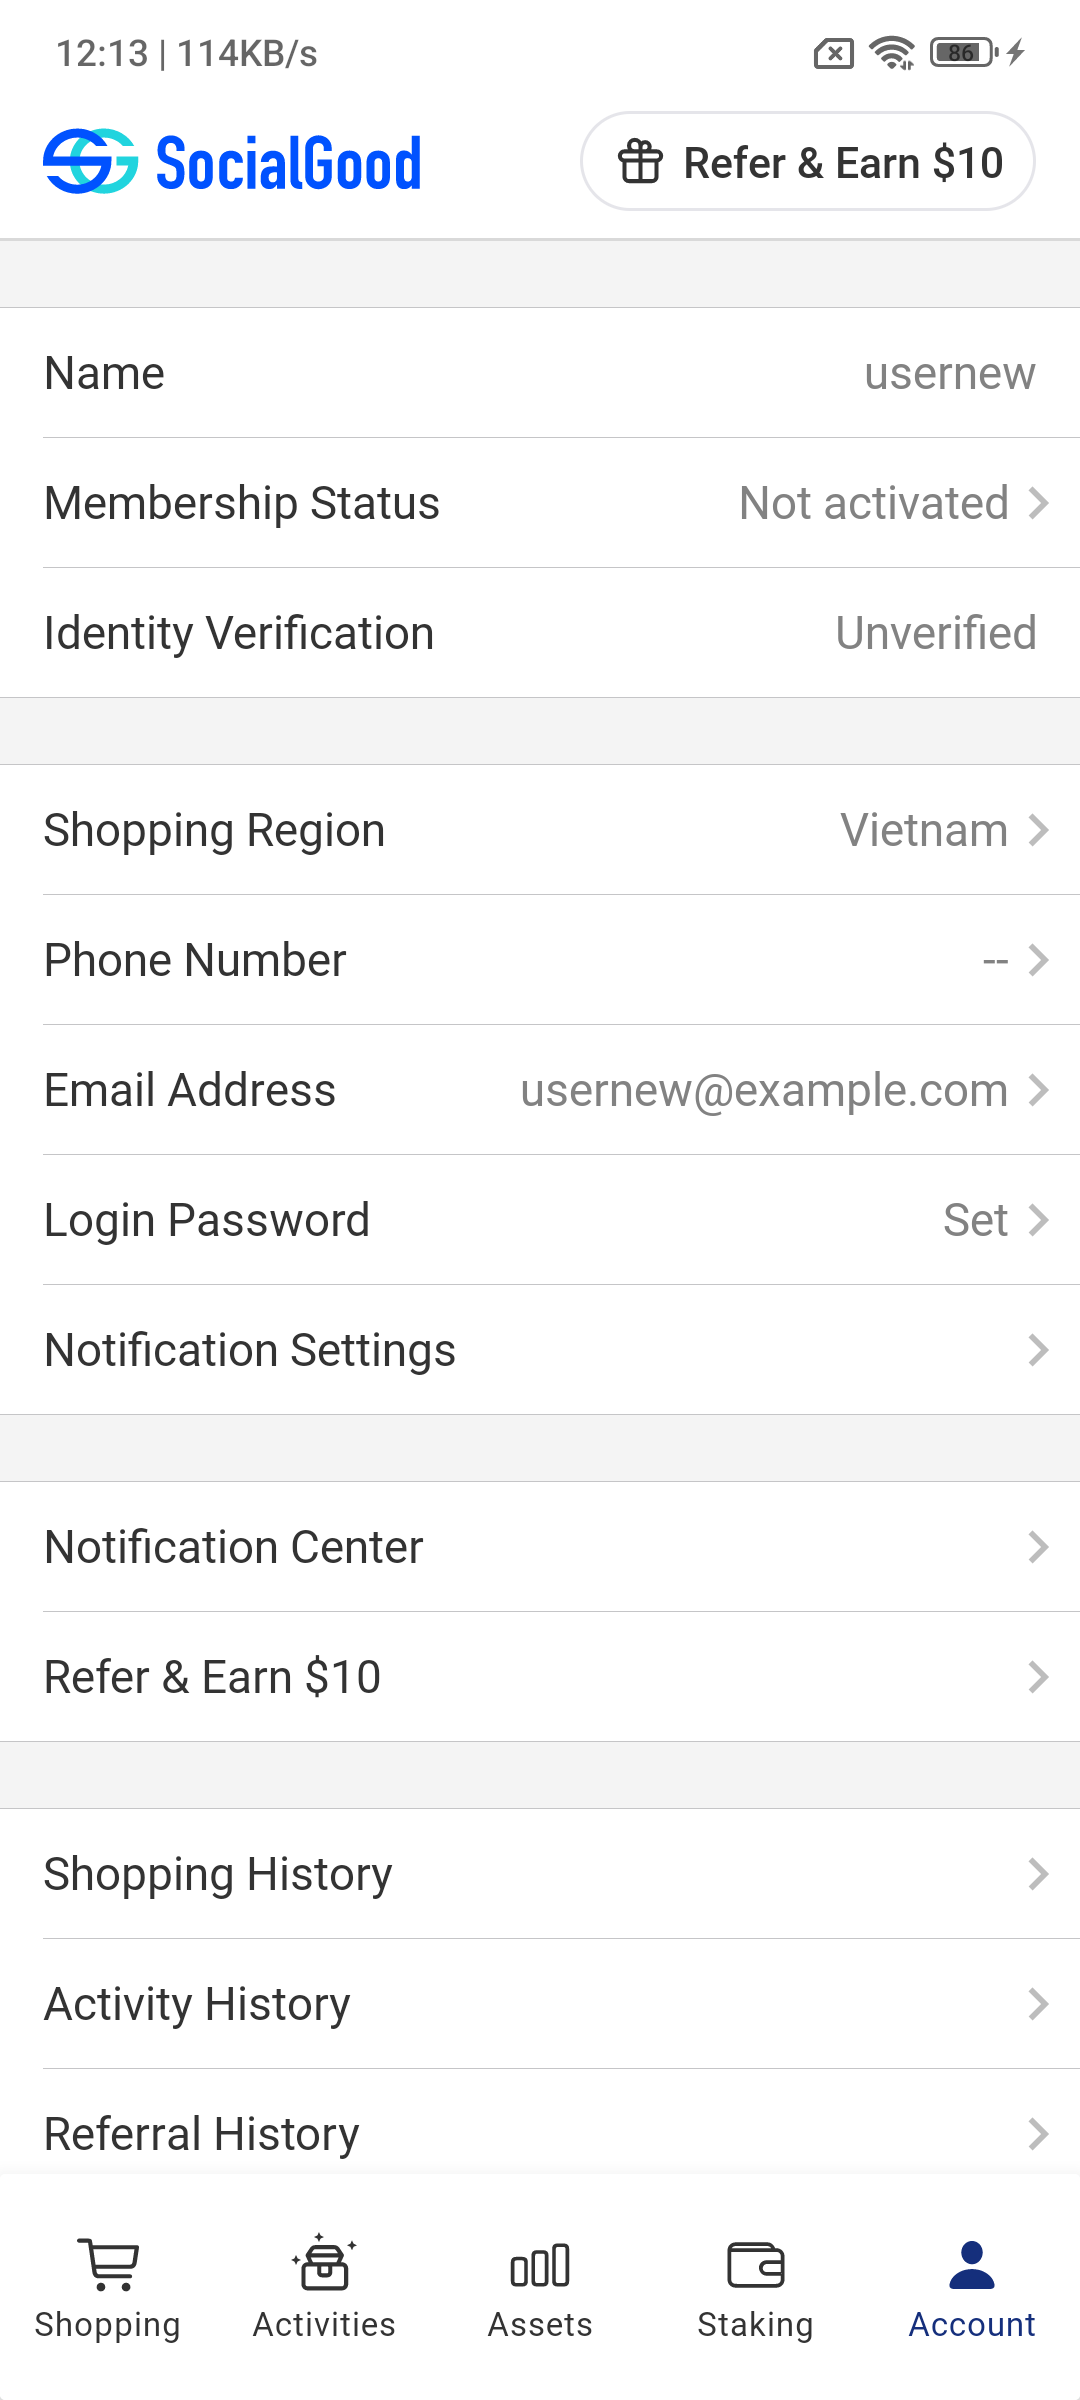 12:13 | 114KB/s
86
SocialGood
Refer & Earn $10
Name
usernew
Membership Status
Not activated
Identity Verification
Unverified
Shopping Region
Vietnam
Phone Number
--
Email Address
usernew@example.com
Login Password
Set
Notification Settings
Notification Center
Refer & Earn $10
Shopping History
Activity History
Referral History
Shopping
Activities
Assets
Staking
Account